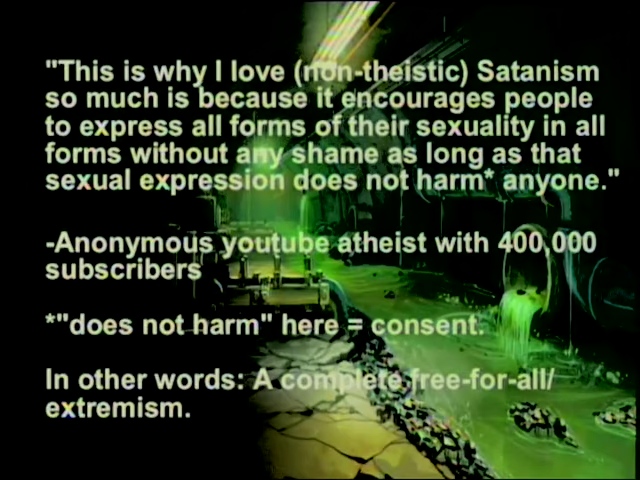 "This is why I love (non-theistic) Satanism
so much is because it encourages people
to express all forms of their sexuality in all
forms without any shame as long as that
sexual expression does not harm* anyone."
-Anonymous youtube atheist with 400,000
subscribers
*"does not harm" here = consent.
In other words: A complete free-for-all/
extremism.